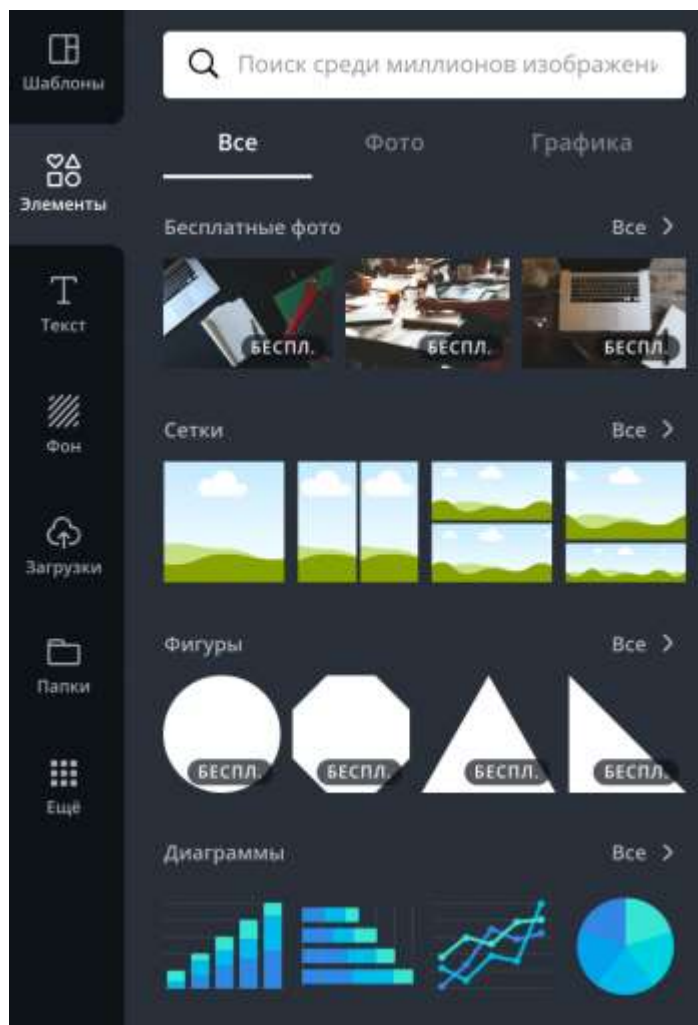 Шаблоны
Элементы
Текст
Фон
Загрузки
Папки
Ещё
Поиск среди миллионов изображени
Все Фото Графика
Бесплатные фото Все
БЕСПЛ. БЕСПЛ. БЕСПЛ.
Сетки Все
Фигуры Все
БЕСПЛ. БЕСПЛ. БЕСПЛ. БЕСПЛ.
Диаграммы Все